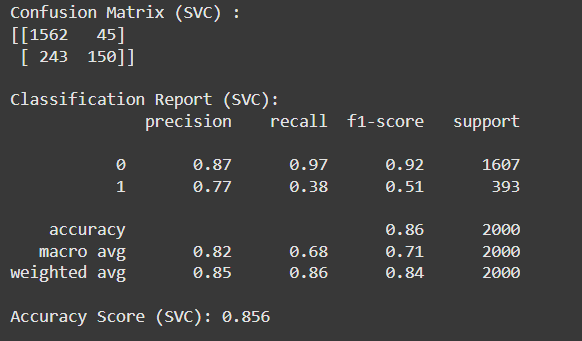 Confusion Matrix (SVC) :
[[1562   45]
 [ 243  150]]
Classification Report (SVC):
              precision    recall  f1-score   support
           0       0.87      0.97      0.92      1607
           1       0.77      0.38      0.51       393
    accuracy                           0.86      2000
   macro avg       0.82      0.68      0.71      2000
weighted avg       0.85      0.86      0.84      2000
Accuracy Score (SVC): 0.856